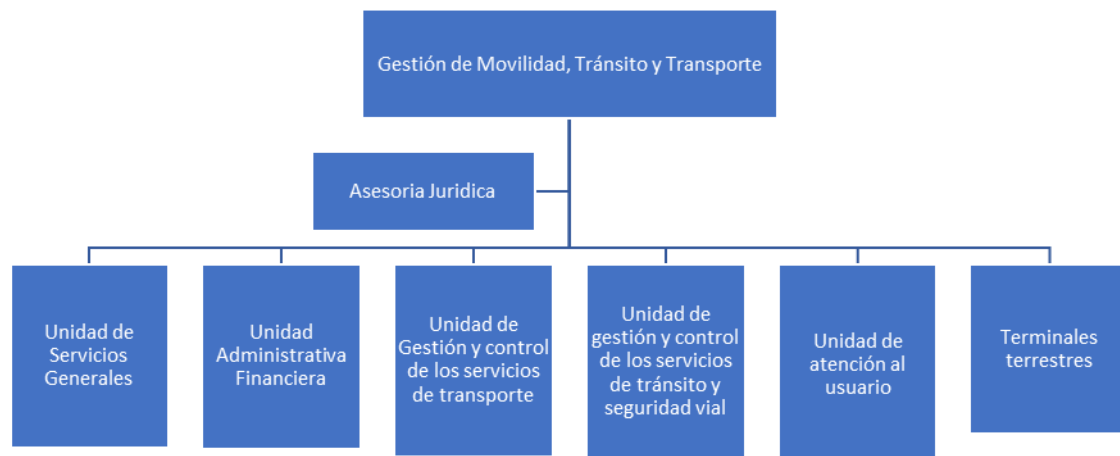 Gestión de Movilidad, Tránsito y Transporte
Asesoria Juridica
Unidad de
Servicios
Generales
Unidad
Administrativa
Financiera
Unidad de
Gestión y control
de los servicios
de transporte
Unidad de
gestión y control
de los servicios
de tránsito y
seguridad vial
Unidad de
atención al
usuario
Terminales
terrestres